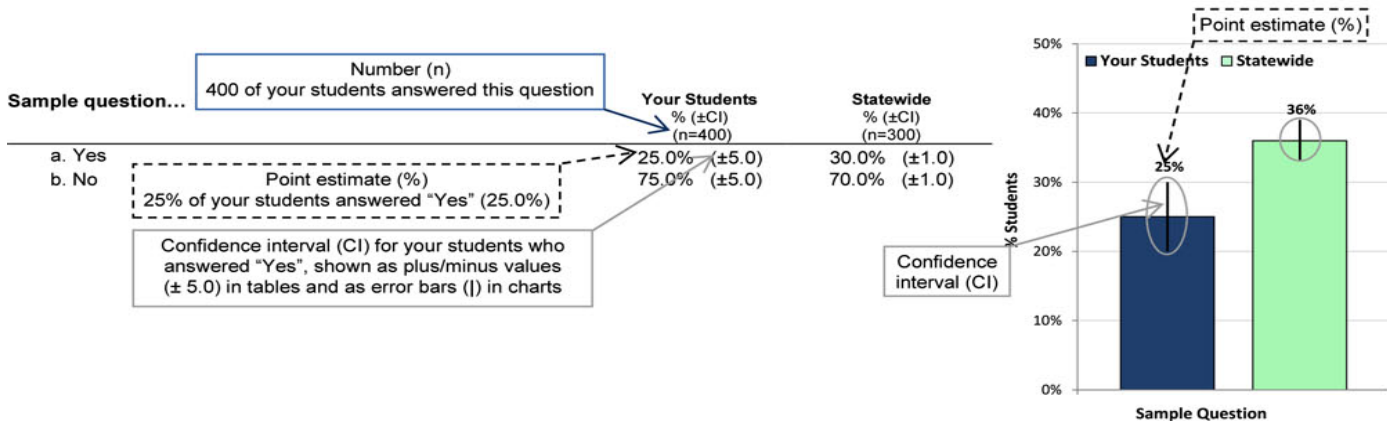 Number (n)
400 of your students answered this question
Sample question…
Your Students
% (±CI)
(n=400)
Statewide
% (±CI)
(n=300)
a. Yes 25.0% (±5.0) 30.0% (±1.0)
b. No 75.0% (±5.0) 70.0% (±1.0)
Point estimate (%)
25% of your students answered “Yes” (25.0%)
Confidence interval (CI) for your students who
answered “Yes”, shown as plus/minus values
(± 5.0) in tables and as error bars (|) in charts
Point estimate (%)
Your Students Statewide
50%
40%
30%
20%
10%
0%
% Students
25%
36%
Confidence
interval (CI)
Sample Question